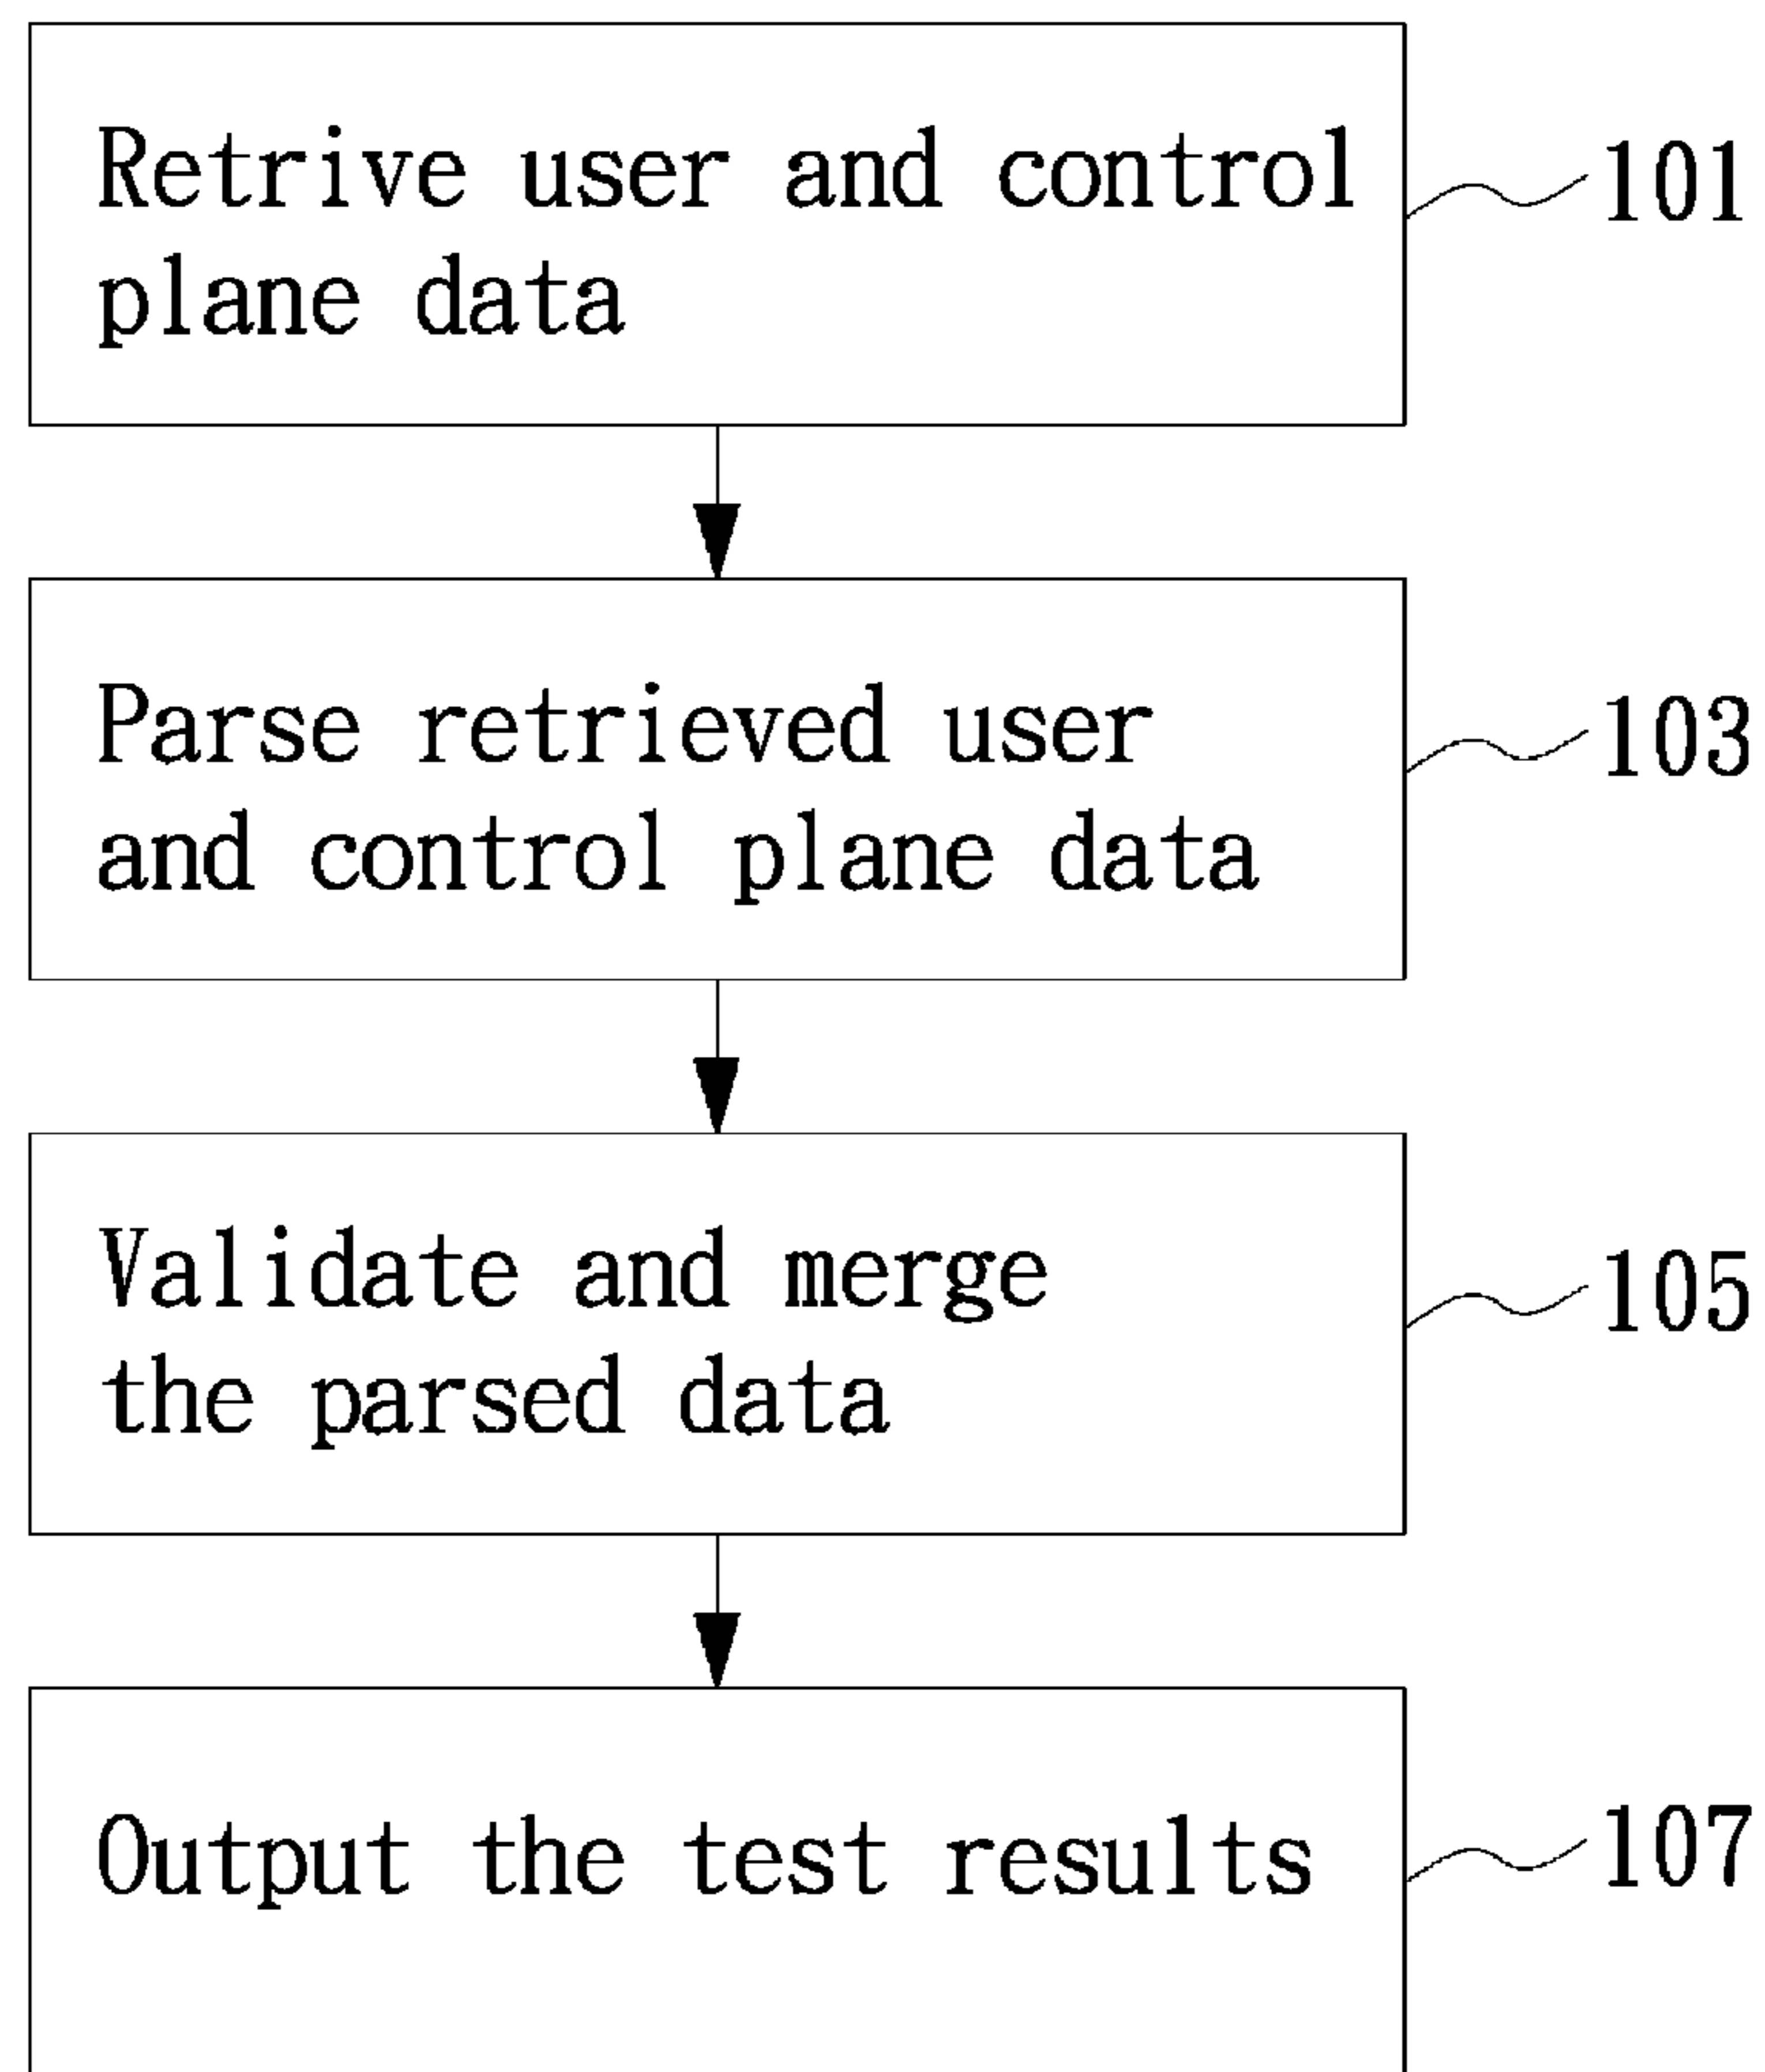 Retrive user and control
plane data
101
Parse retrieved user
and control plane data
103
Validate and merge
the parsed data
105
Output the test results
107